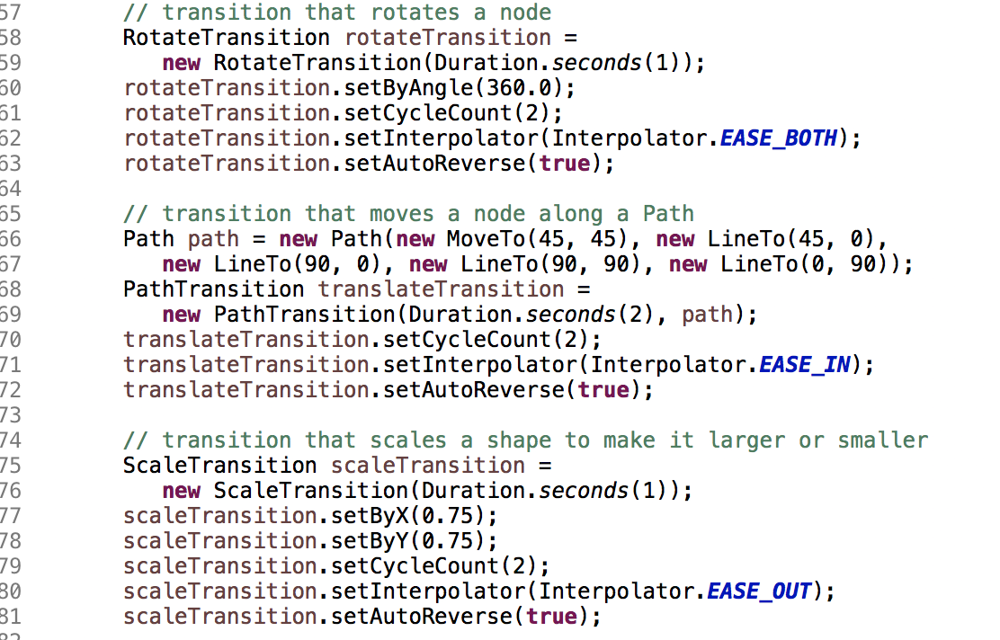 57 // transition that rotates a node
58 RotateTransition rotateTransition =
59 new RotateTransition(Duration.seconds(1));
60 rotateTransition.setByAngle(360.0);
61 rotateTransition.setCycleCount(2);
62 rotateTransition.setInterpolator(Interpolator.EASE_BOTH);
63 rotateTransition.setAutoReverse(true);
64
65 // transition that moves a node along a Path
66 Path path = new Path(new MoveTo(45, 45), new LineTo(45, 0),
67 new LineTo(90, 0), new LineTo(90, 90), new LineTo(0, 90));
68 PathTransition translateTransition =
69 new PathTransition(Duration.seconds(2), path);
70 translateTransition.setCycleCount(2);
71 translateTransition.setInterpolator(Interpolator.EASE_IN);
72 translateTransition.setAutoReverse(true);
73
74 // transition that scales a shape to make it larger or smaller
75 ScaleTransition scaleTransition =
76 new ScaleTransition(Duration.seconds(1));
77 scaleTransition.setByX(0.75);
78 scaleTransition.setByY(0.75);
79 scaleTransition.setCycleCount(2);
80 scaleTransition.setInterpolator(Interpolator.EASE_OUT);
81 scaleTransition.setAutoReverse(true);